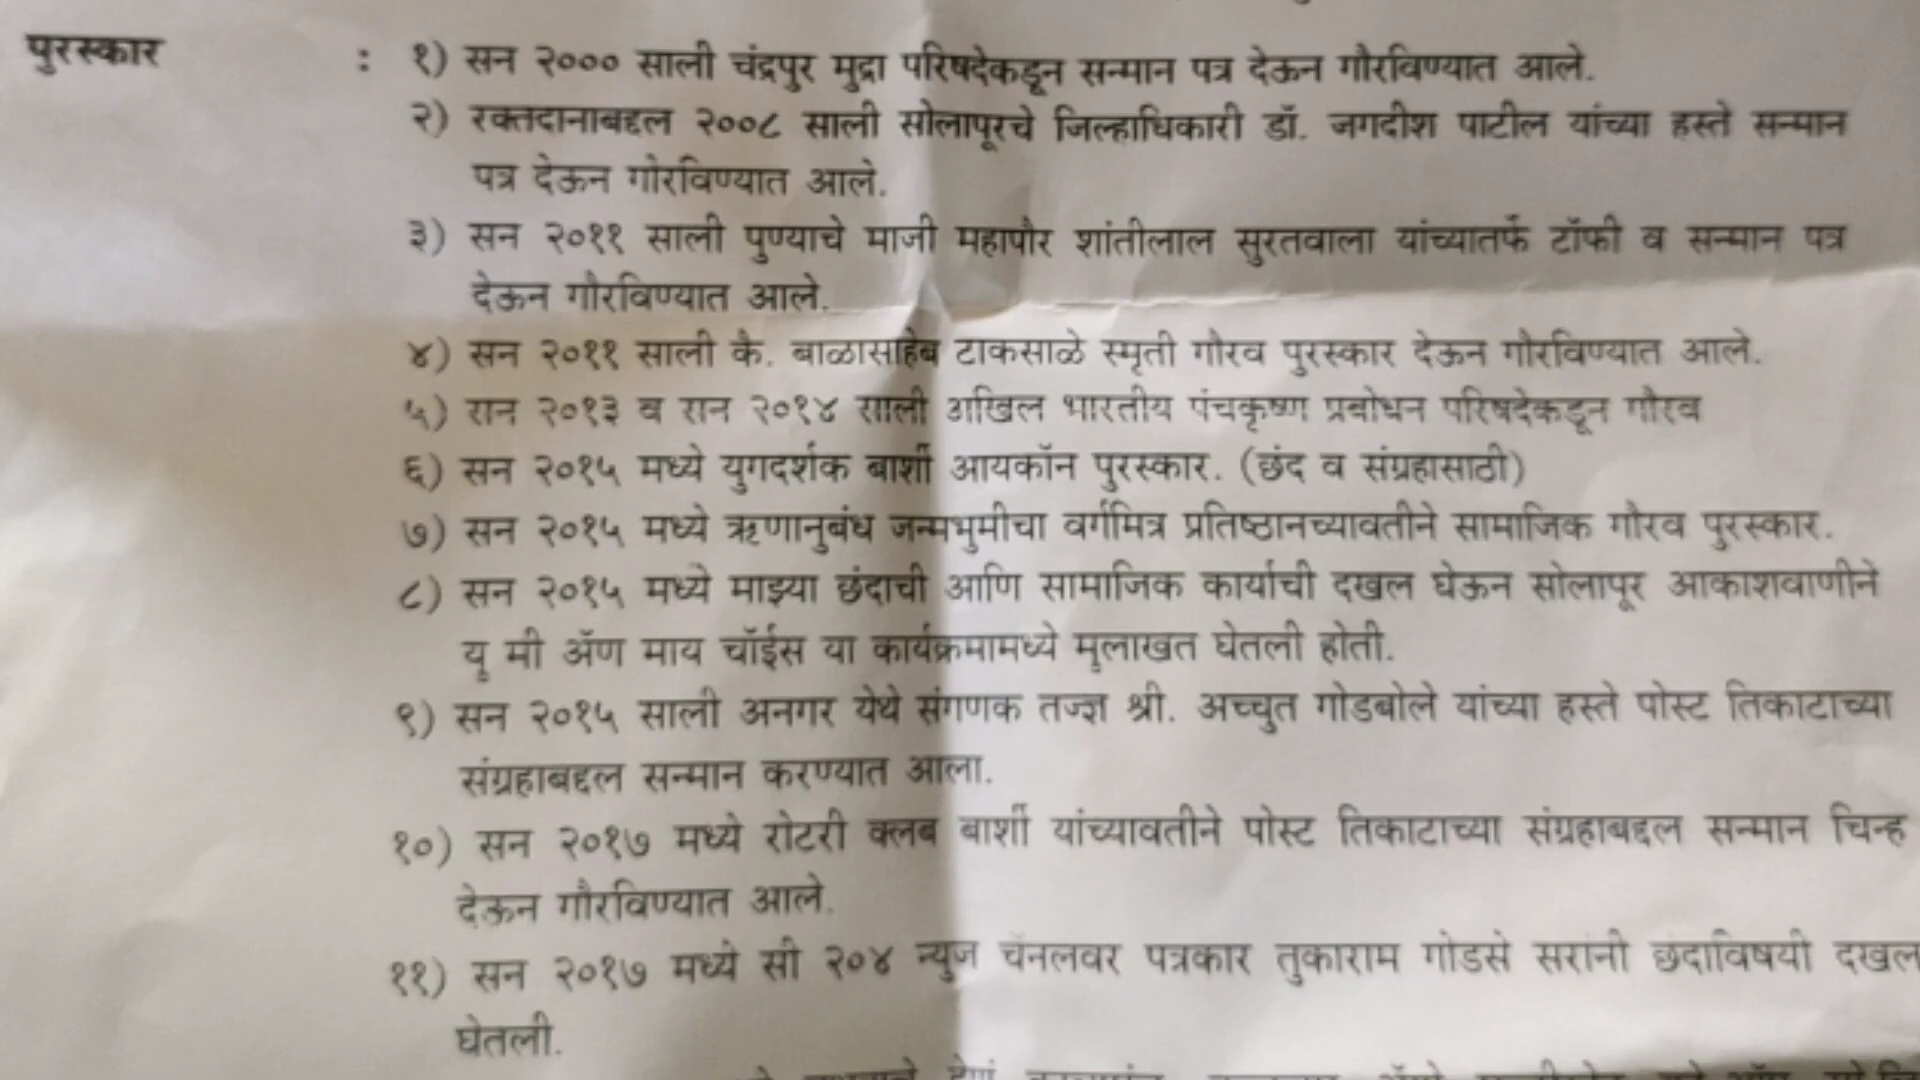 पुरस्कार : १) सन २००० साली चंद्रपुर मुद्रा परिषदेकडून सन्मान पत्र देऊन गौरविण्यात आले.
२) रक्तदानाबद्दल २००८ साली सोलापूरचे जिल्हाधिकारी डॉ. जगदीश पाटील यांच्या हस्ते सन्मान
पत्र देऊन गोरविण्यात आले.
३) सन २०११ साली पुण्याचे माजी महापौर शांतीलाल सुरतवाला यांच्यातर्फे टॉफी व सन्मान पत्र
देऊन गौरविण्यात आले.
४) सन २०११ साली कै. बाळासाहेब टाकसाळे स्मृती गौरव पुरस्कार देऊन गौरविण्यात आले.
५) सन २०१३ व सन २०१४ साली अखिल भारतीय पंचकृष्ण प्रबोधन परिषदेकडून गौरव
६) सन २०१५ मध्ये युगदर्शक बार्शी आयकॉन पुरस्कार. (छंद व संग्रहासाठी)
७) सन २०१५ मध्ये ऋणानुबंध जन्मभुमीचा वर्गमित्र प्रतिष्ठानच्यावतीने सामाजिक गौरव पुरस्कार.
८) सन २०१५ मध्ये माझ्या छंदाची आणि सामाजिक कार्याची दखल घेऊन सोलापूर आकाशवाणीने
यू मी अॅण माय चॉईस या कार्यक्रमामध्ये मूलाखत घेतली होती.
९) सन २०१५ साली अनगर येथे संगणक तज्ज्ञ श्री. अच्चुत गोडबोले यांच्या हस्ते पोस्ट तिकाटाच्या
संग्रहाबद्दल सन्मान करण्यात आला.
१०) सन २०१७ मध्ये रोटरी क्लब बार्शी यांच्यावतीने पोस्ट तिकाटाच्या संग्रहाबद्दल सन्मान चिन्ह
देऊन गौरविण्यात आले.
११) सन २०१७ मध्ये सी २०४ न्युज चॅनलवर पत्रकार तुकाराम गोडसे सरांनी छंदाविषयी दखल
घेतली.